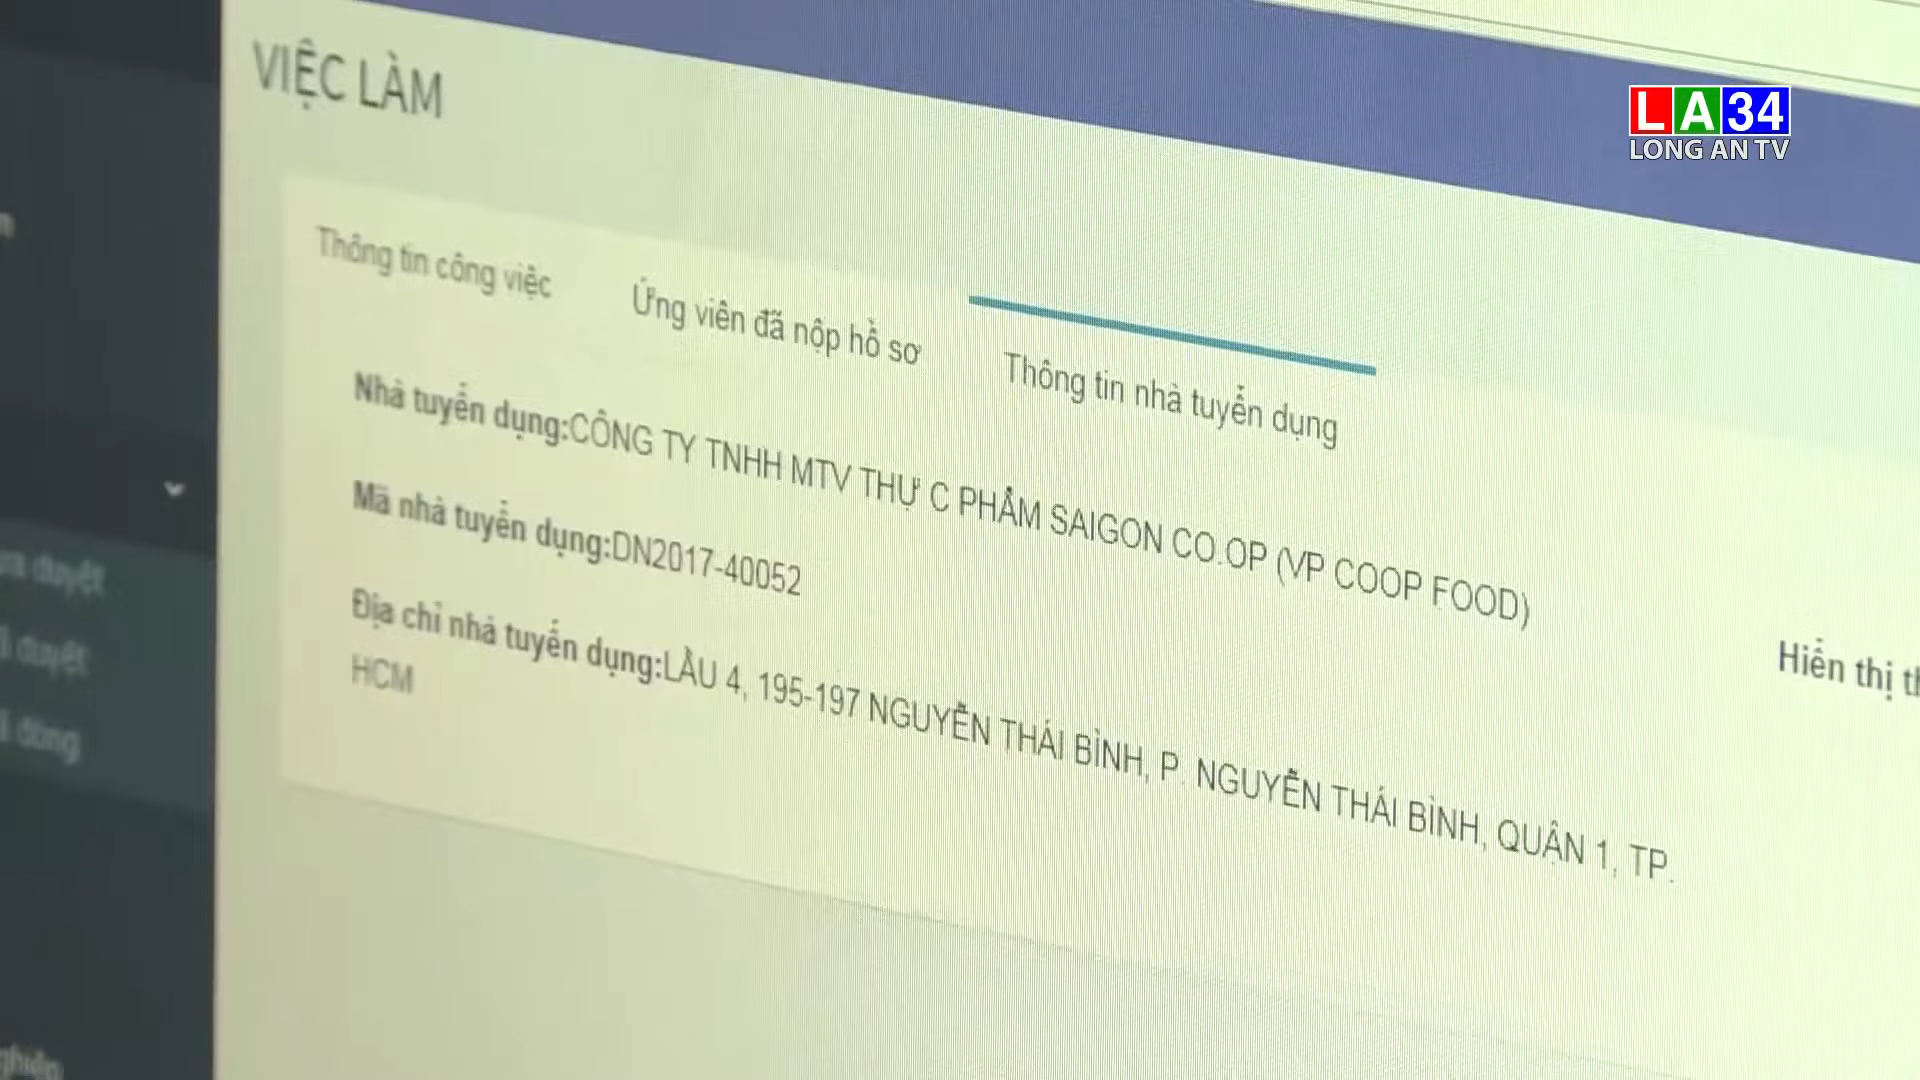 VIỆC LÀM
LA34
LONG AN TV
Thông tin công việc
Ứng viên đã nộp hồ sơ
Thông tin nhà tuyển dụng
Nhà tuyển dụng:CÔNG TY TNHH MTV THỰ C PHẨM SAIGON CO.OP (VP COOP FOOD)
Mã nhà tuyển dụng:DN2017-40052
Địa chỉ nhà tuyển dụng:LẦU 4, 195-197 NGUYỄN THÁI BÌNH, P. NGUYỄN THÁI BÌNH, QUẬN 1, TP.
HCM
Hiển thị
duyệt
duyệt
đóng